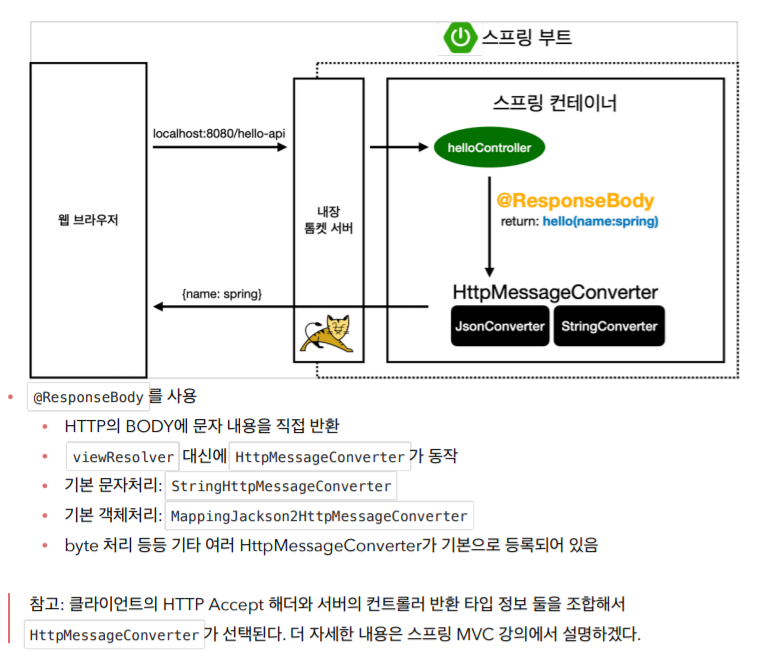 스프링 부트
스프링 컨테이너
localhost:8080/hello-api
helloController
@ResponseBody
return: hello(name:spring)
웹 브라우저
내장
톰켓 서버
{name: spring}
HttpMessageConverter
JsonConverter
StringConverter
@ResponseBody 를 사용
HTTP의 BODY에 문자 내용을 직접 반환
viewResolver 대신에 HttpMessageConverter 가 동작
기본 문자처리: StringHttpMessageConverter
기본 객체처리: MappingJackson2HttpMessageConverter
byte 처리 등등 기타 여러 HttpMessageConverter가 기본으로 등록되어 있음
참고: 클라이언트의 HTTP Accept 해더와 서버의 컨트롤러 반환 타입 정보 둘을 조합해서
HttpMessageConverter 가 선택된다. 더 자세한 내용은 스프링 MVC 강의에서 설명하겠다.